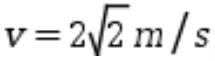 v = 2√2 m / s